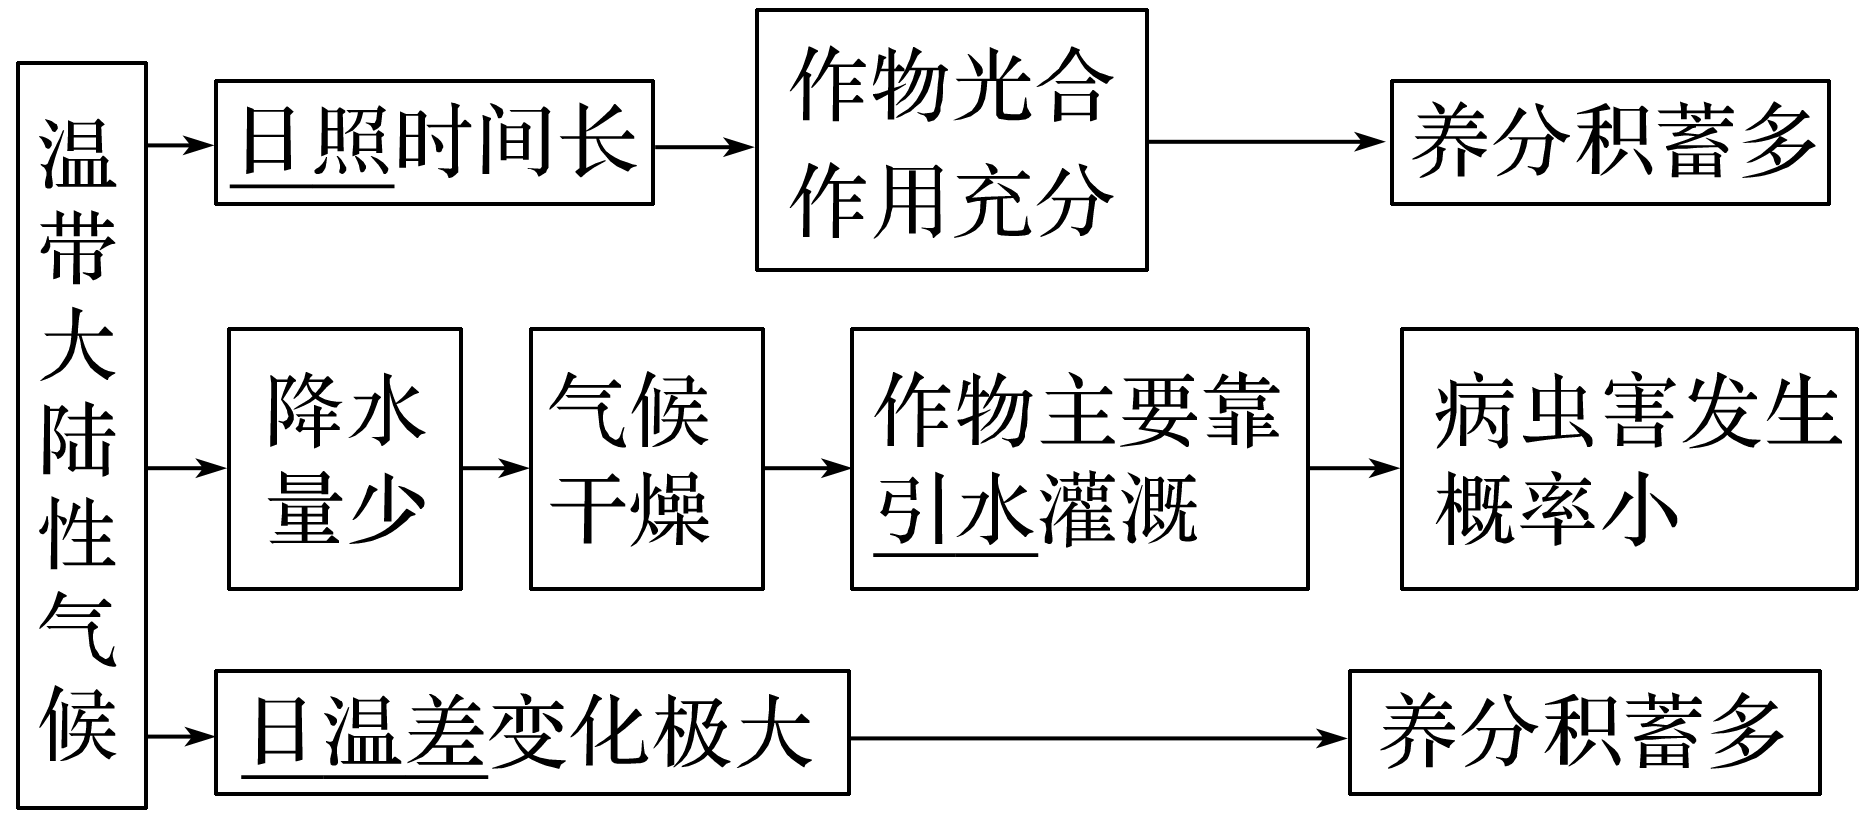 温带大陆性气候
日照时间长
作物光合
作用充分
养分积蓄多
降水
量少
气候
干燥
作物主要靠
引水灌溉
病虫害发生
概率小
日温差变化极大
养分积蓄多